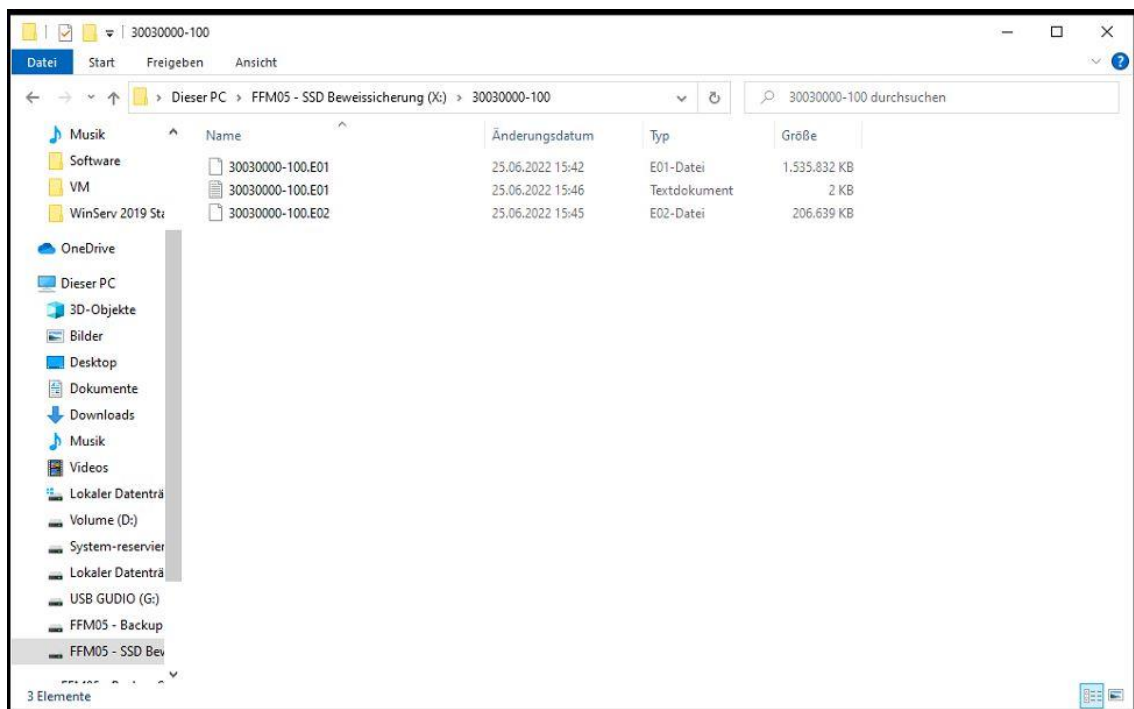 30030000-100
Datei Start Freigeben Ansicht
Dieser PC > FFM05 - SSD Beweissicherung (X:) > 30030000-100
30030000-100 durchsuchen
Musik
Software
VM
WinServ 2019 Sta
OneDrive
Dieser PC
3D-Objekte
Bilder
Desktop
Dokumente
Downloads
Musik
Videos
Lokaler Datenträ
Volume (D:)
System-reservier
Lokaler Datenträ
USB GUDIO (G:)
FFM05 - Backup
FFM05 - SSD Bew
Name Änderungsdatum Typ Größe
30030000-100.E01 25.06.2022 15:42 E01-Datei 1.535.832 KB
30030000-100.E01 25.06.2022 15:46 Textdokument 2 KB
30030000-100.E02 25.06.2022 15:45 E02-Datei 206.639 KB
3 Elemente